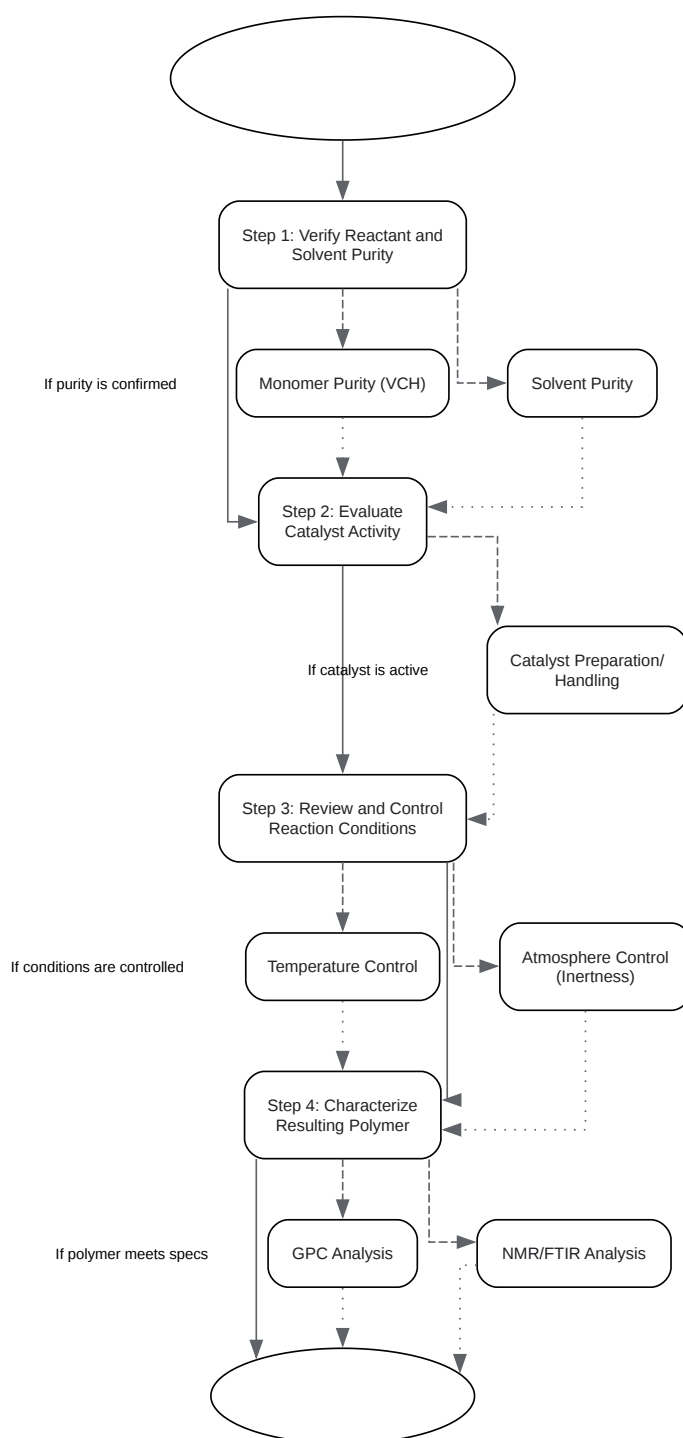 Step 1: Verify Reactant and
Solvent Purity
If purity is confirmed
Monomer Purity (VCH)
Solvent Purity
Step 2: Evaluate
Catalyst Activity
If catalyst is active
Catalyst Preparation/
Handling
Step 3: Review and Control
Reaction Conditions
If conditions are controlled
Temperature Control
Atmosphere Control
(Inertness)
Step 4: Characterize
Resulting Polymer
If polymer meets specs
GPC Analysis
NMR/FTIR Analysis